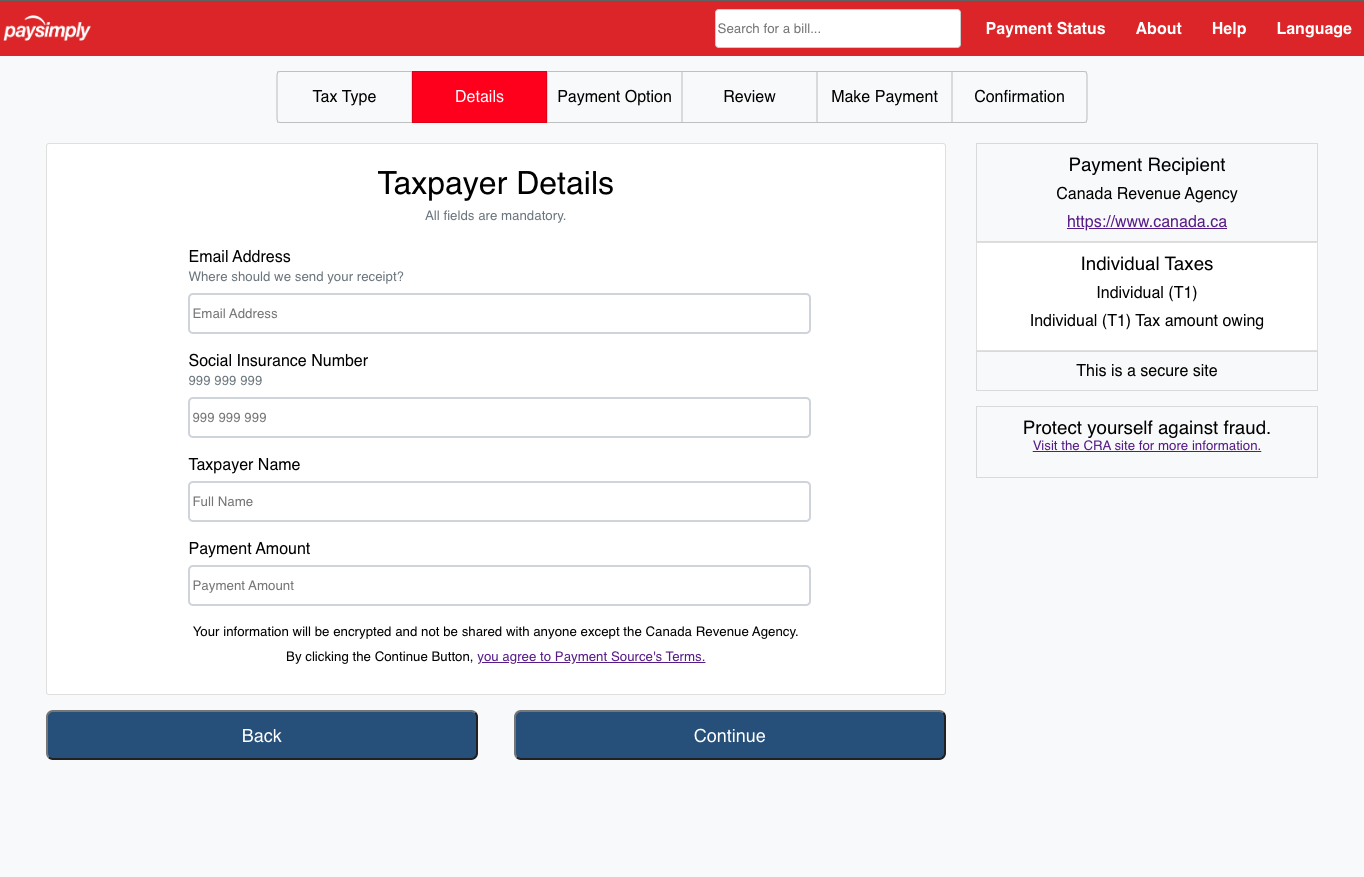 paysimply
Search for a bill...
Payment Status
About
Help
Language
Tax Type
Details
Payment Option
Review
Make Payment
Confirmation
Taxpayer Details
All fields are mandatory.
Email Address
Where should we send your receipt?
Email Address
Social Insurance Number
999 999 999
999 999 999
Taxpayer Name
Full Name
Payment Amount
Payment Amount
Your information will be encrypted and not be shared with anyone except the Canada Revenue Agency.
By clicking the Continue Button, you agree to Payment Source's Terms.
Back
Continue
Payment Recipient
Canada Revenue Agency
https://www.canada.ca
Individual Taxes
Individual (T1)
Individual (T1) Tax amount owing
This is a secure site
Protect yourself against fraud.
Visit the CRA site for more information.